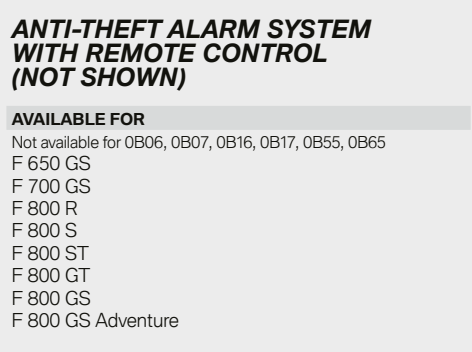 ANTI-THEFT ALARM SYSTEM
WITH REMOTE CONTROL
(NOT SHOWN)
AVAILABLE FOR
Not available for 0B06, 0B07, 0B16, 0B17, 0B55, 0B65
F 650 GS
F 700 GS
F 800 R
F 800 S
F 800 ST
F 800 GT
F 800 GS
F 800 GS Adventure